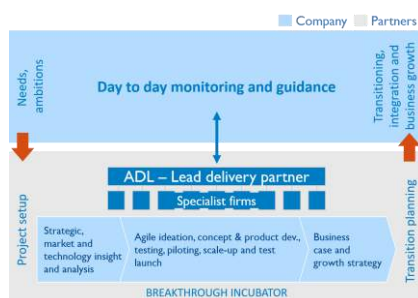 Company
Partners
Needs,
ambitions
Day to day monitoring and guidance
Transitioning,
integration and
business growth
ADL – Lead delivery partner
Specialist firms
Project setup
Strategic,
market and
technology insight
and analysis
Agile ideation, concept & product dev.,
testing, piloting, scale-up and test
launch
Business
case and
growth strategy
Transition planning
BREAKTHROUGH INCUBATOR